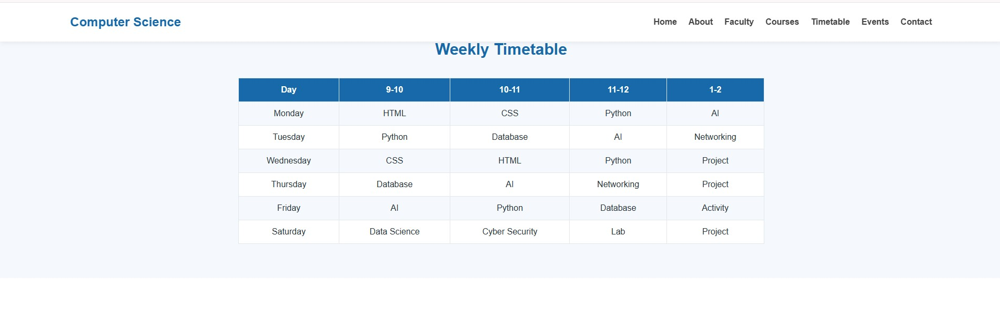 Computer Science Home About Faculty Courses Timetable Events Contact
Weekly Timetable
Day 9-10 10-11 11-12 1-2
Monday HTML CSS Python AI
Tuesday Python Database AI Networking
Wednesday CSS HTML Python Project
Thursday Database AI Networking Project
Friday AI Python Database Activity
Saturday Data Science Cyber Security Lab Project